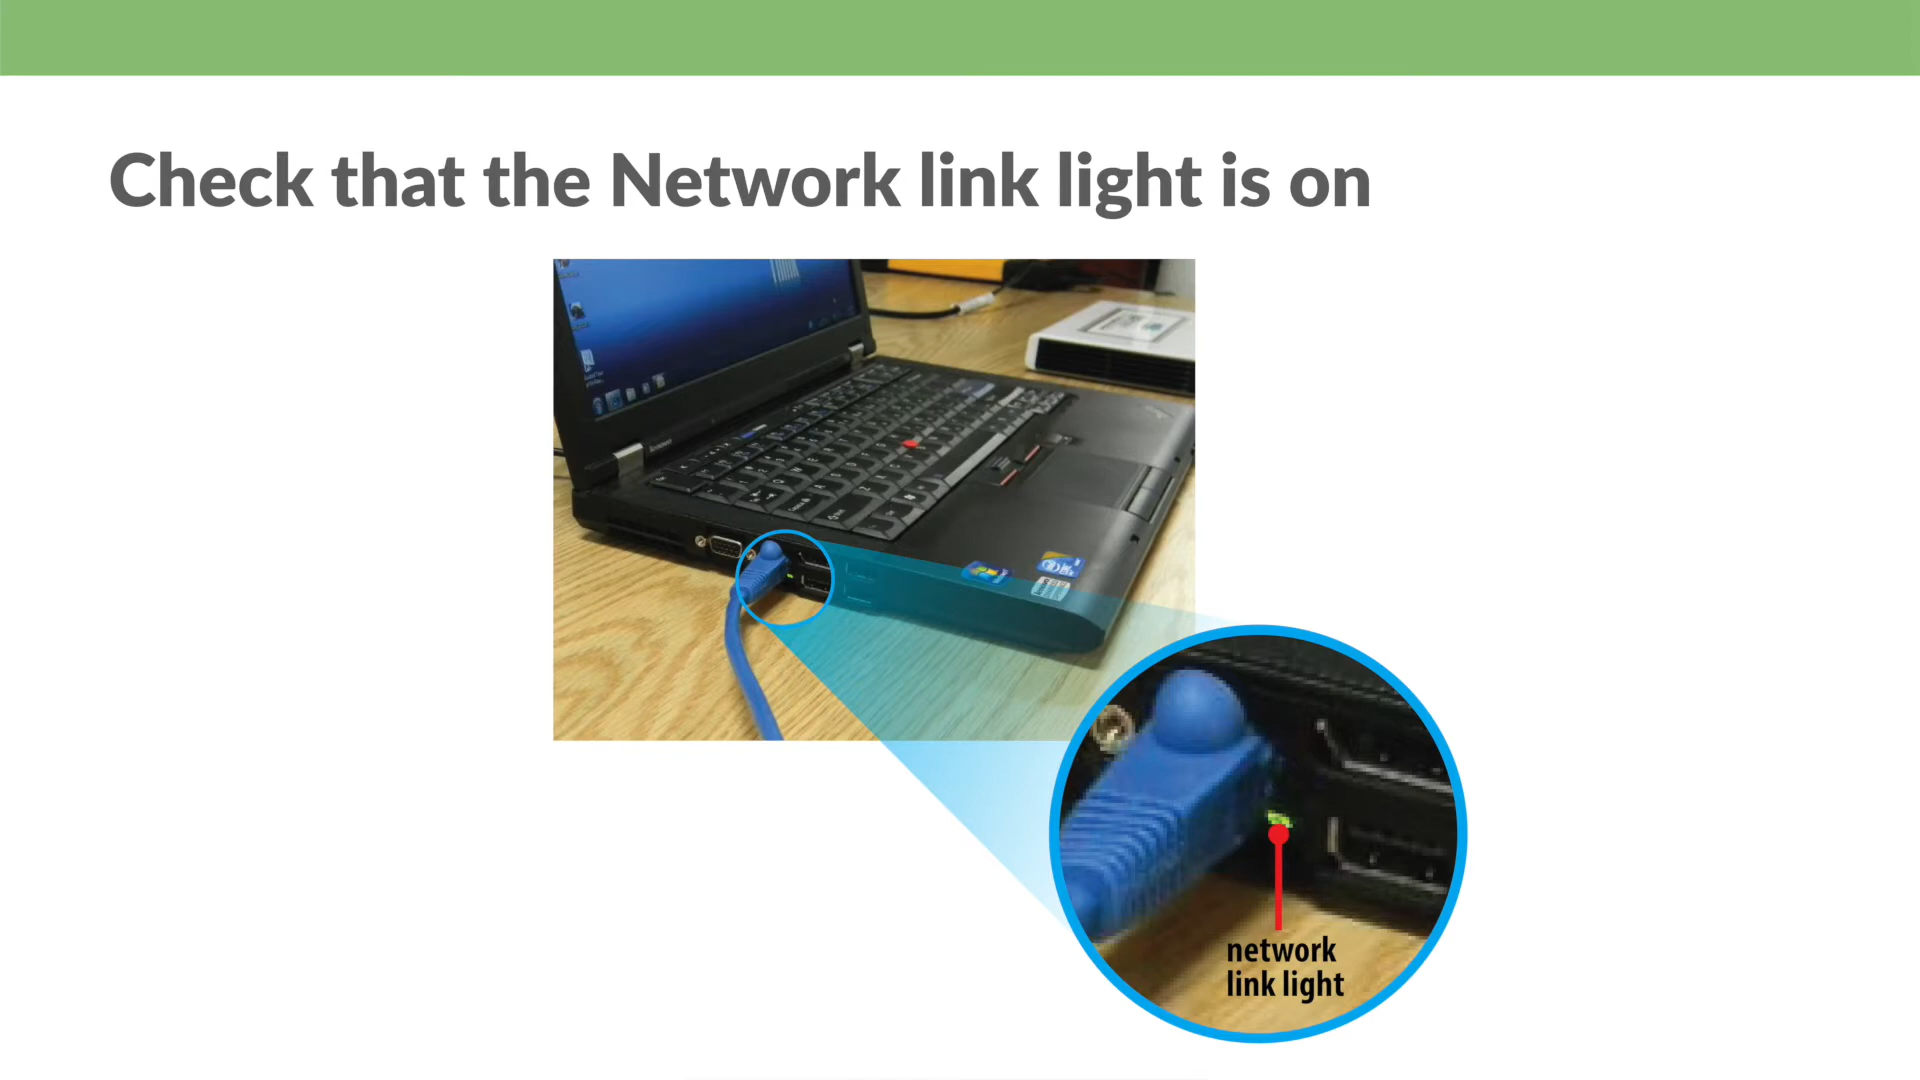 Check that the Network link light is on
network
link light